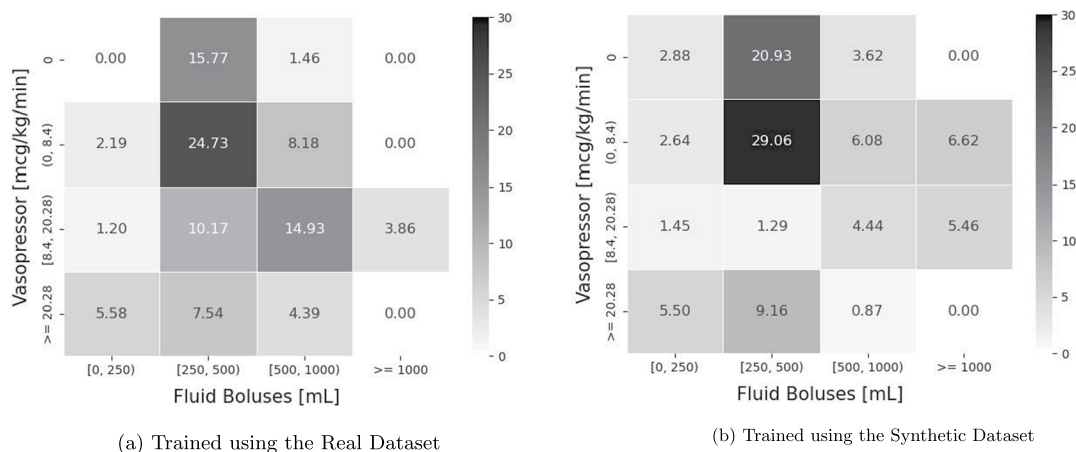 Vasopressor [mcg/kg/min]
0
(0, 8.4)
[8.4, 20.28)
>= 20.28
0.00 15.77 1.46 0.00
2.19 24.73 8.18 0.00
1.20 10.17 14.93 3.86
5.58 7.54 4.39 0.00
[0, 250) [250, 500) [500, 1000) >= 1000
Fluid Boluses [mL]
30
25
20
15
10
5
0
(a) Trained using the Real Dataset
Vasopressor [mcg/kg/min]
0
(0, 8.4)
[8.4, 20.28)
>= 20.28
2.88 20.93 3.62 0.00
2.64 29.06 6.08 6.62
1.45 1.29 4.44 5.46
5.50 9.16 0.87 0.00
[0, 250) [250, 500) [500, 1000) >= 1000
Fluid Boluses [mL]
30
25
20
15
10
5
0
(b) Trained using the Synthetic Dataset